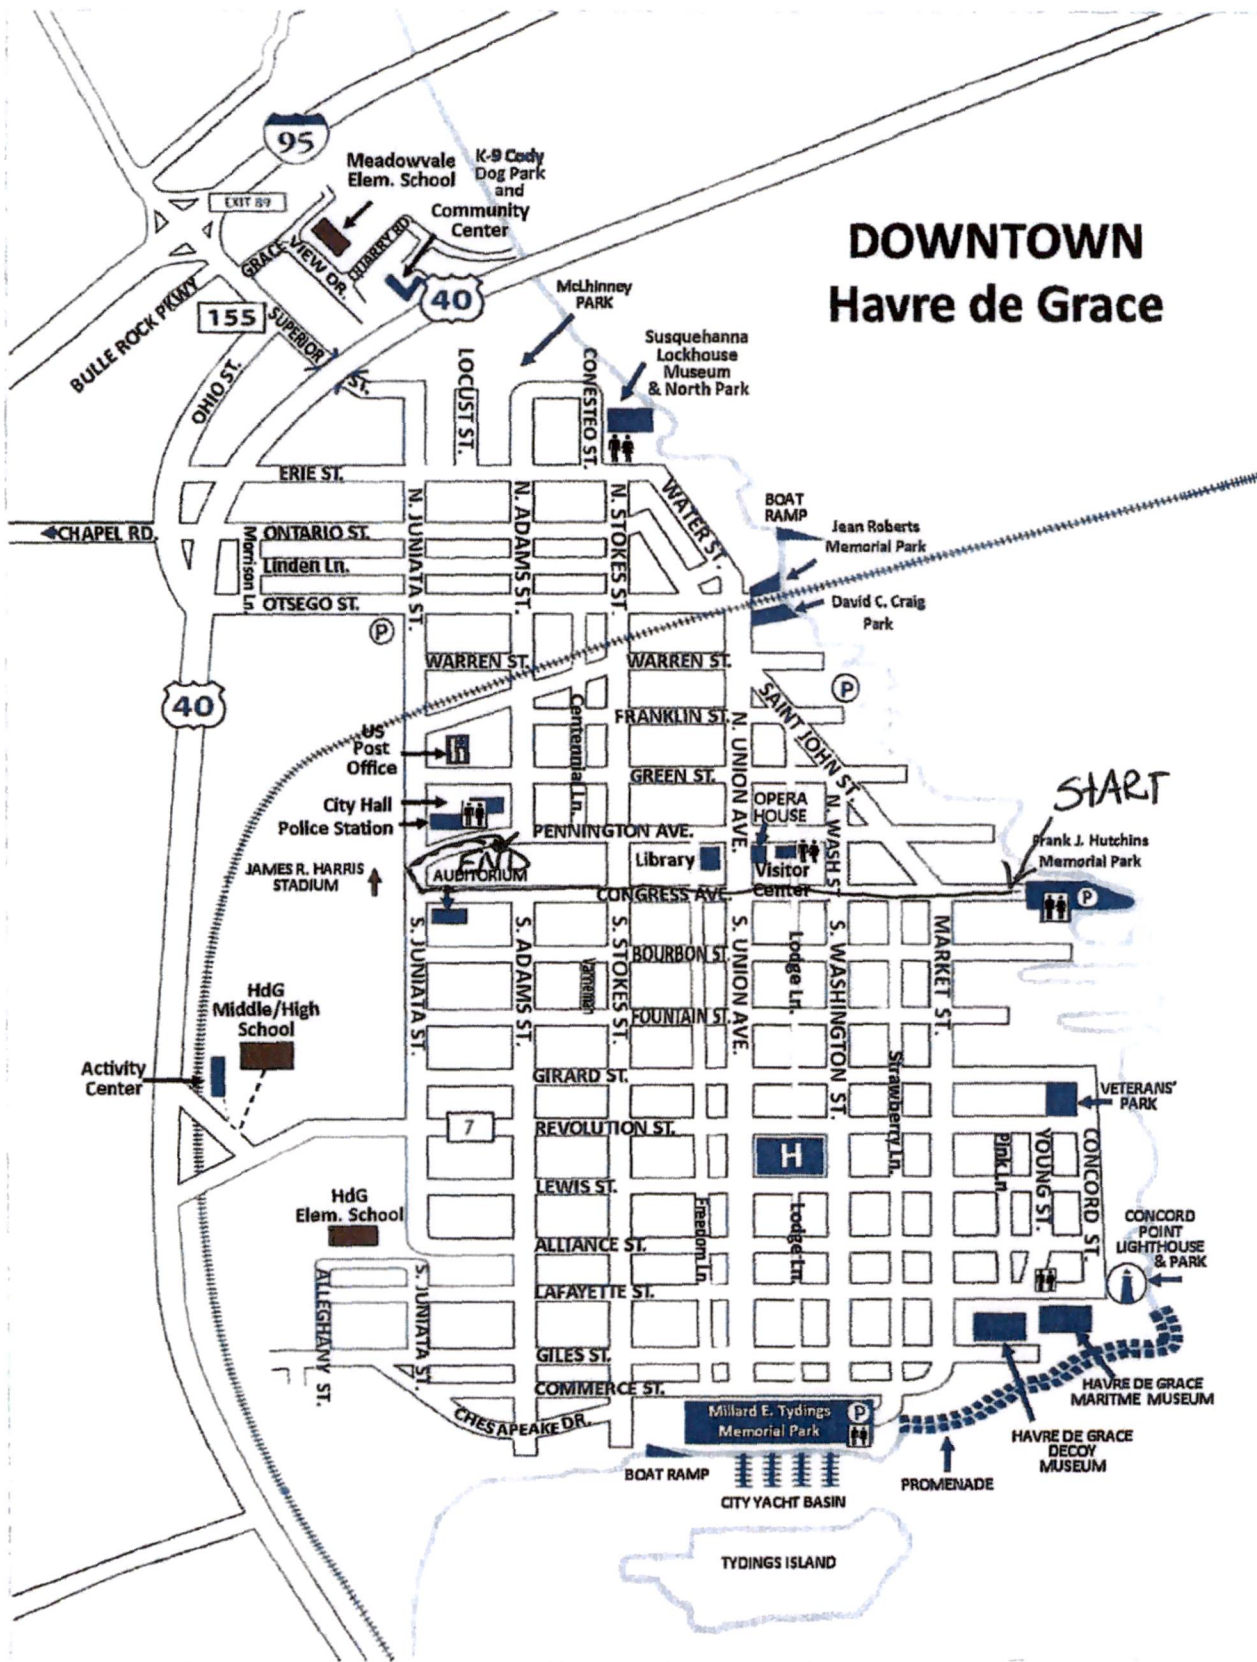 DOWNTOWN
Havre de Grace
95
EXIT 89
Meadowvale
Elem. School
K-9 Cody
Dog Park
and
Community
Center
GRACE
VIEW DR.
QUARRY RD
40
BULLE ROCK PKWY
155
SUPERIOR
ST.
OHIO ST.
McLhinney
PARK
Susquehanna
Lockhouse
Museum
& North Park
LOCUST ST.
CONESTEO ST.
ERIE ST.
WATER ST.
N. JUNIATA ST.
N. ADAMS ST.
N. STOKES ST.
BOAT
RAMP
Jean Roberts
Memorial Park
CHAPEL RD.
Morrison Ln.
ONTARIO ST.
Linden Ln.
OTSEGO ST.
David C. Craig
Park
P
WARREN ST.
WARREN ST.
P
40
SAINT JOHN ST.
Centennial Ln.
FRANKLIN ST.
N. UNION AVE.
US
Post
Office
GREEN ST.
START
City Hall
Police Station
OPERA
HOUSE
N. WASH ST
PENNINGTON AVE.
Frank J. Hutchins
Memorial Park
END
Library
Visitor
Center
JAMES R. HARRIS
STADIUM
AUDITORIUM
CONGRESS AVE.
P
S. JUNIATA ST.
S. ADAMS ST.
S. STOKES ST.
S. UNION AVE.
Lodge Ln.
S. WASHINGTON ST.
MARKET ST.
BOURBON ST.
FOUNTAIN ST.
HdG
Middle/High
School
Activity
Center
GIRARD ST.
Strawberry Ln.
VETERANS'
PARK
7
REVOLUTION ST.
H
Pink Ln
YOUNG ST.
CONCORD ST.
LEWIS ST.
HdG
Elem. School
Freedom Ln
Lodge Ln.
CONCORD
POINT
LIGHTHOUSE
& PARK
ALLIANCE ST.
ALLEGHANY ST.
S. JUNIATA ST.
LAFAYETTE ST.
GILES ST.
COMMERCE ST.
HAVRE DE GRACE
MARITME MUSEUM
CHESAPEAKE DR.
Millard E. Tydings
Memorial Park
P
HAVRE DE GRACE
DECOY
MUSEUM
BOAT RAMP
PROMENADE
CITY YACHT BASIN
TYDINGS ISLAND